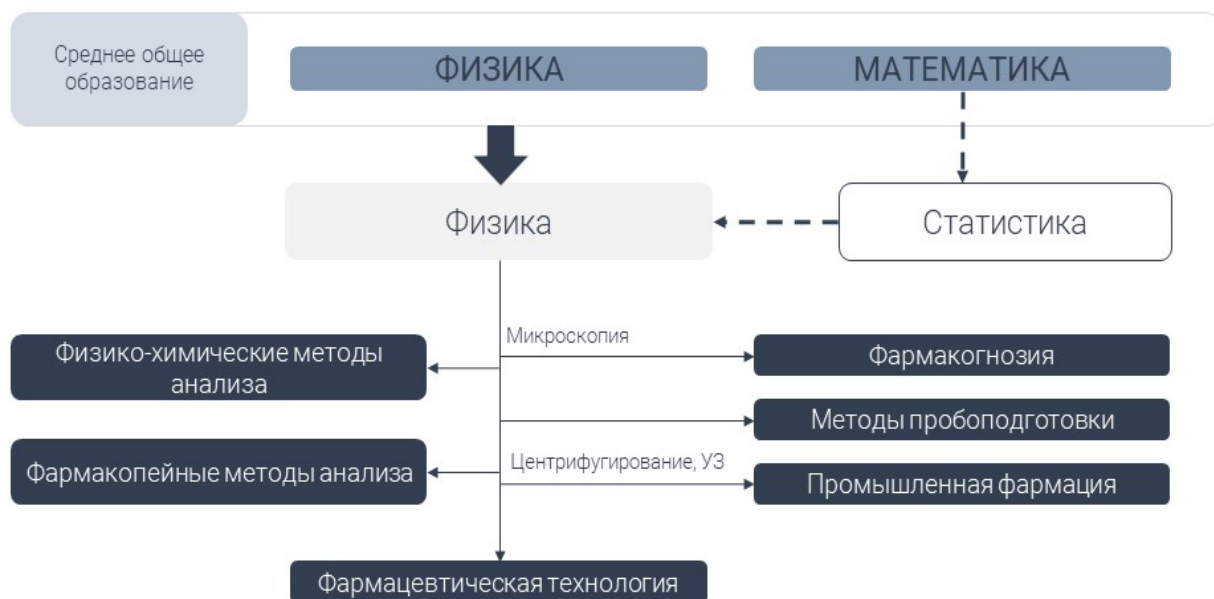 Среднее общее
образование
ФИЗИКА
МАТЕМАТИКА
Физика
Статистика
Микроскопия
Физико-химические методы
анализа
Фармакогнозия
Методы пробоподготовки
Центрифугирование, УЗ
Фармакопейные методы анализа
Промышленная фармация
Фармацевтическая технология